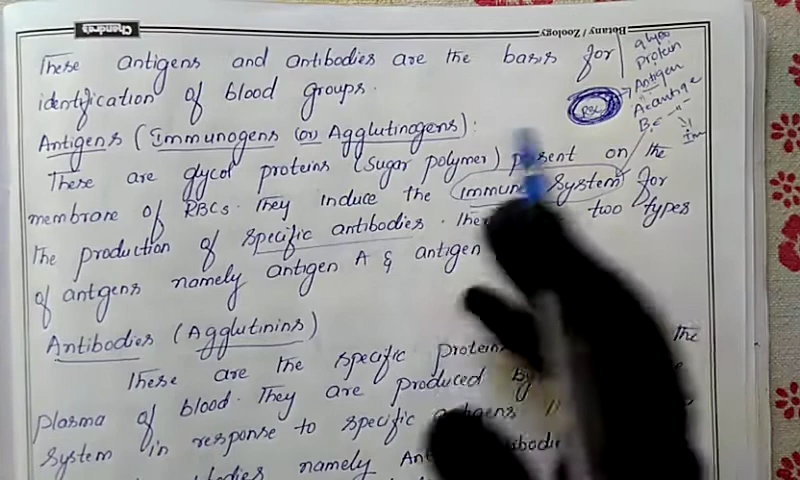 Botany / Zoology
Chandra's
These antigens and antibodies are the basis for
identification of blood groups.
Antigens (Immunogens (or) Agglutinogens):
These are glycol proteins (sugar polymer) present on the
membrane of RBCs. They induce the immune system for
the production of specific antibodies. two types
of antgens namely antigen A & antigen
Antibodies (Agglutinins)
These are the specific the
plasma of blood. They are produced by
system in response to specific
namely
glyco
protein
Antigen
A-antige
RBC